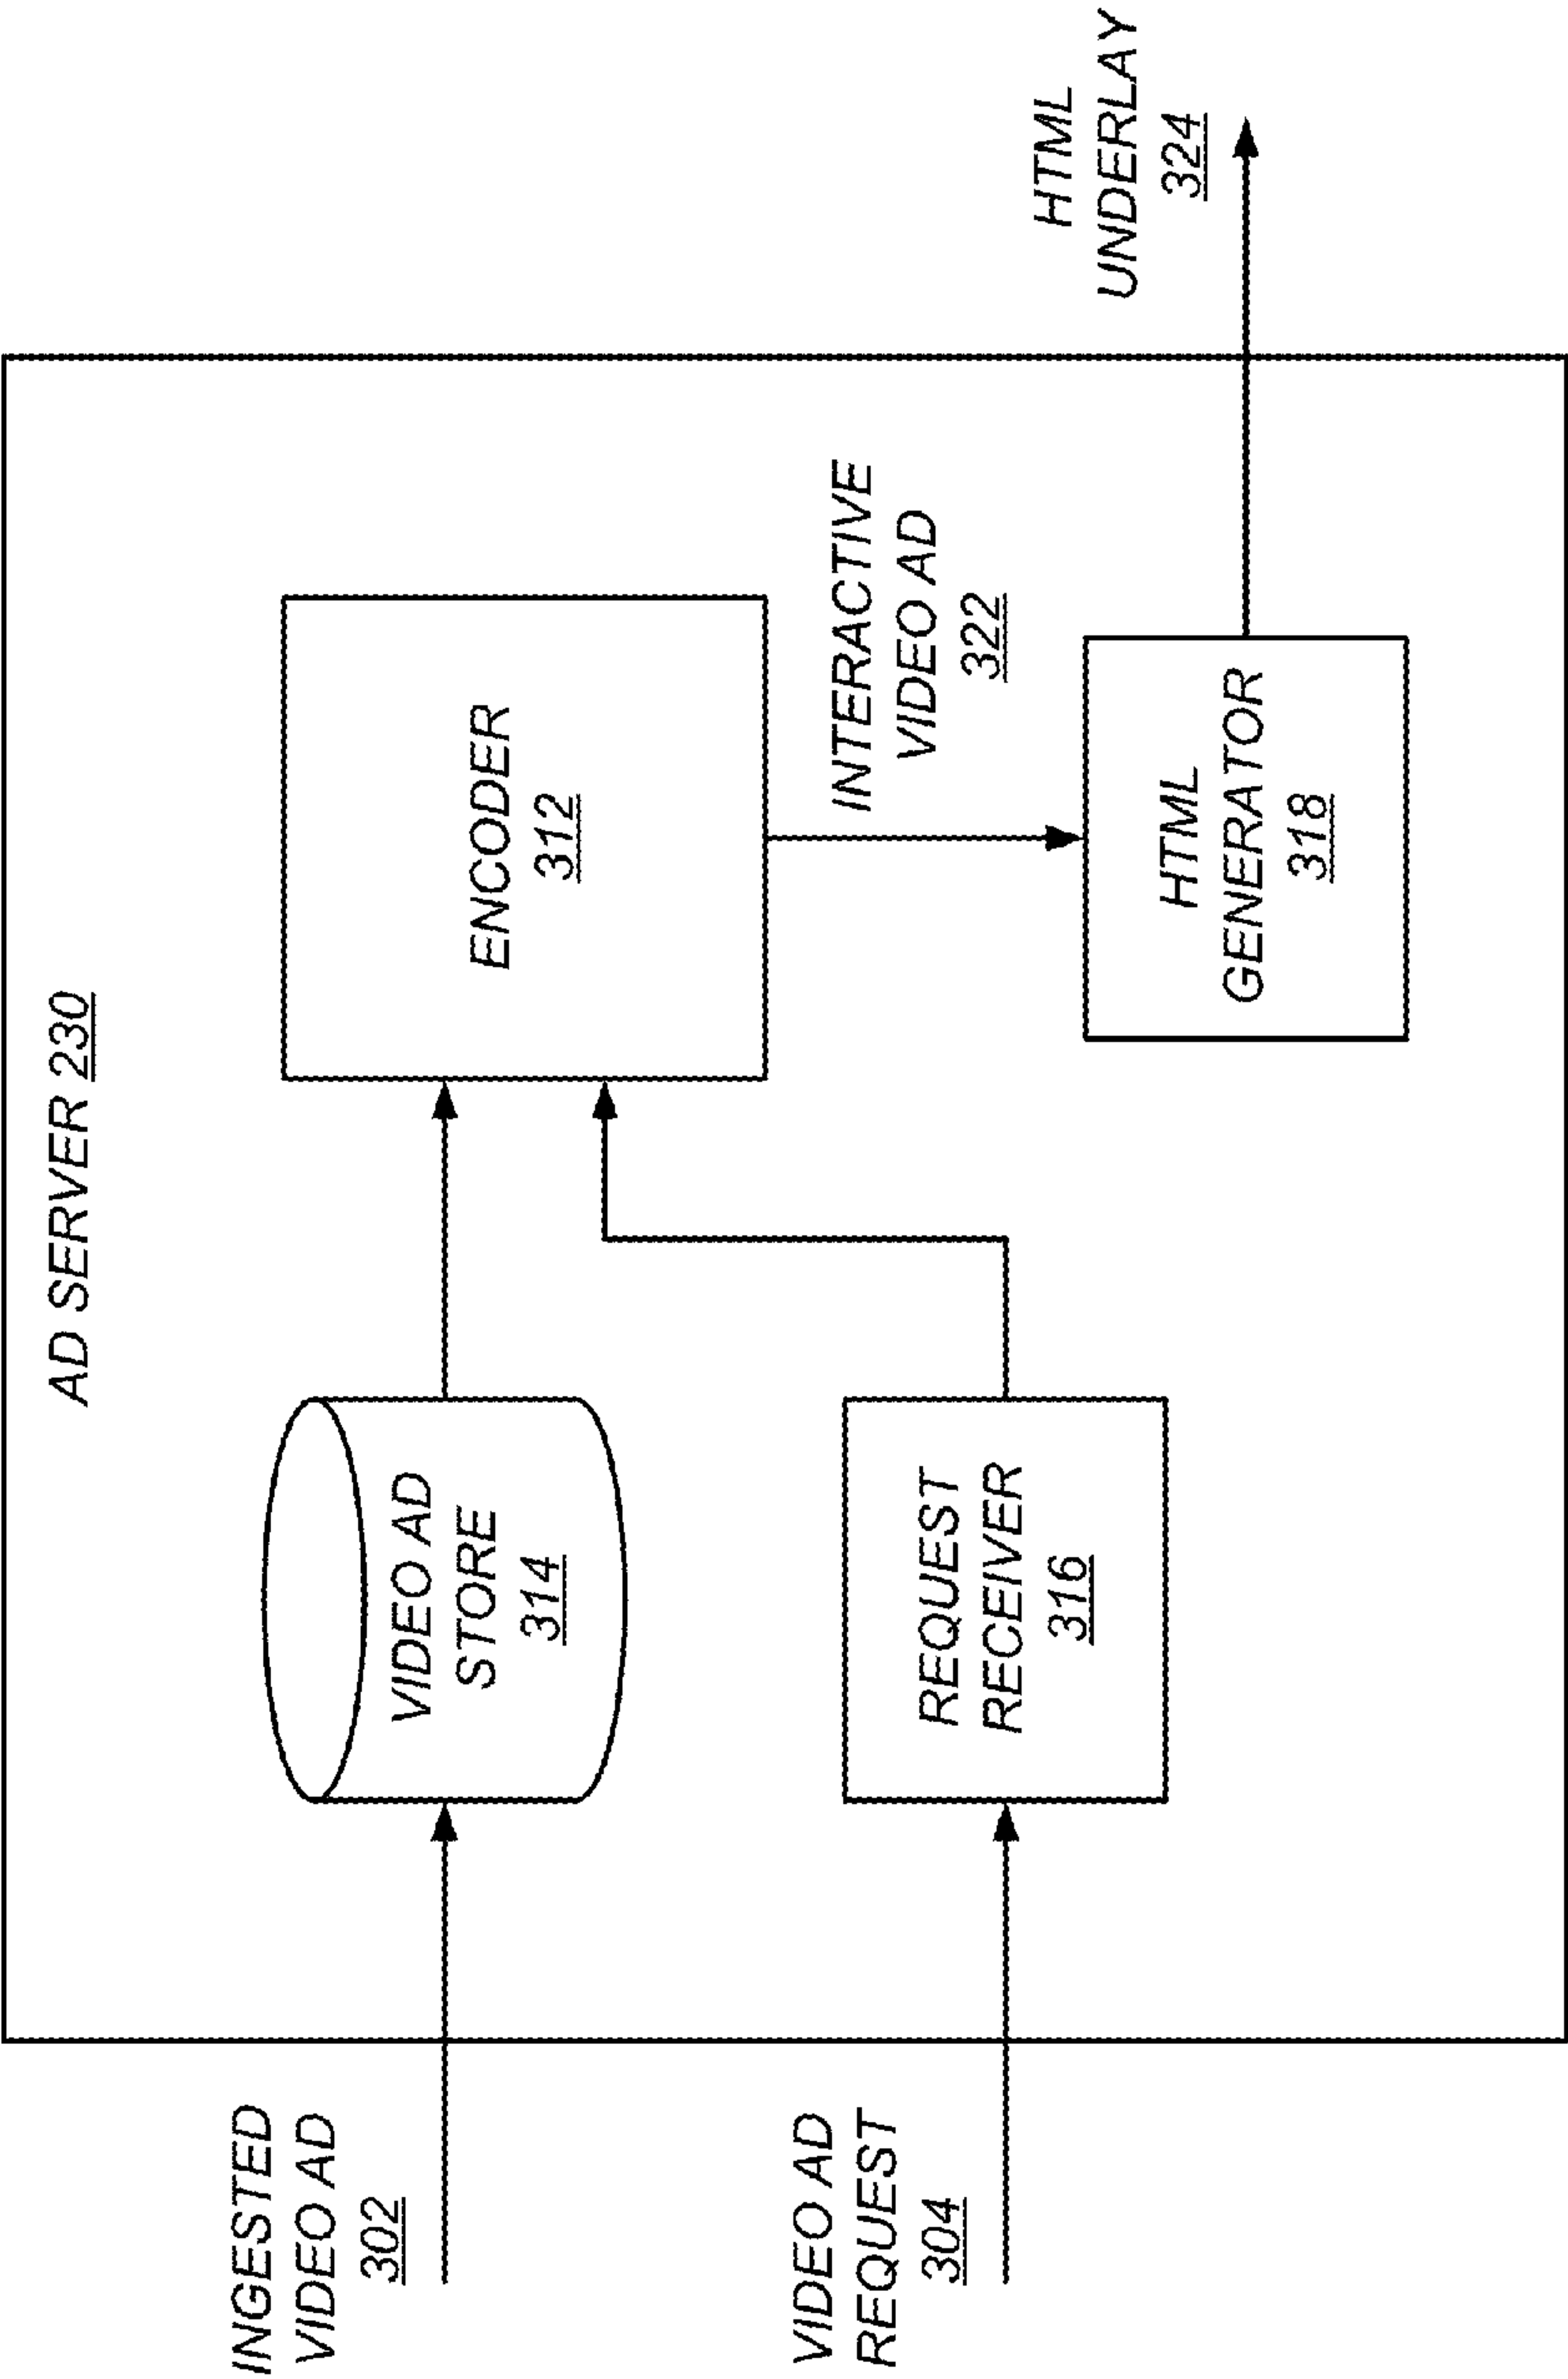 AD SERVER 230
INGESTED
VIDEO AD
302
VIDEO AD
STORE
314
ENCODER
312
VIDEO AD
REQUEST
304
REQUEST
RECEIVER
316
INTERACTIVE
VIDEO AD
322
HTML
GENERATOR
318
HTML
UNDERLAY
324